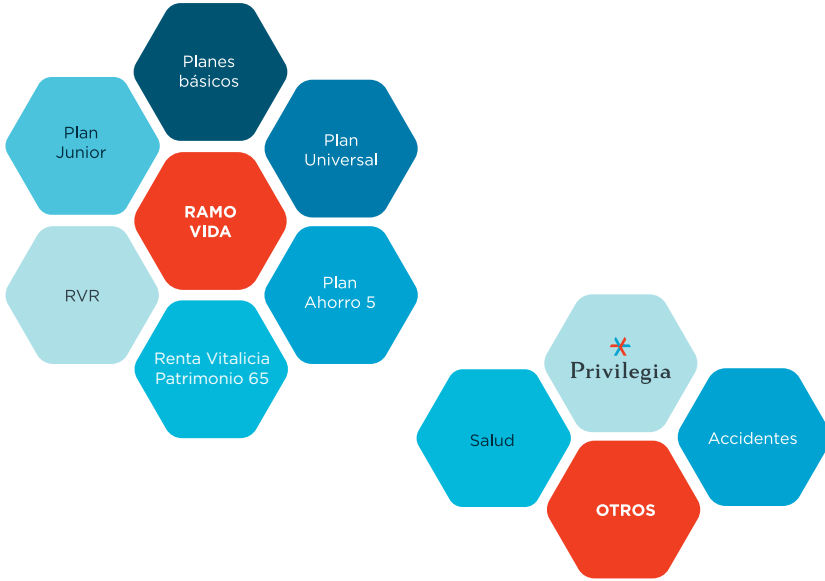 Planes
básicos
Plan
Junior
Plan
Universal
RAMO
VIDA
RVR
Plan
Ahorro 5
Renta Vitalicia
Patrimonio 65
Privilegia
Salud
Accidentes
OTROS